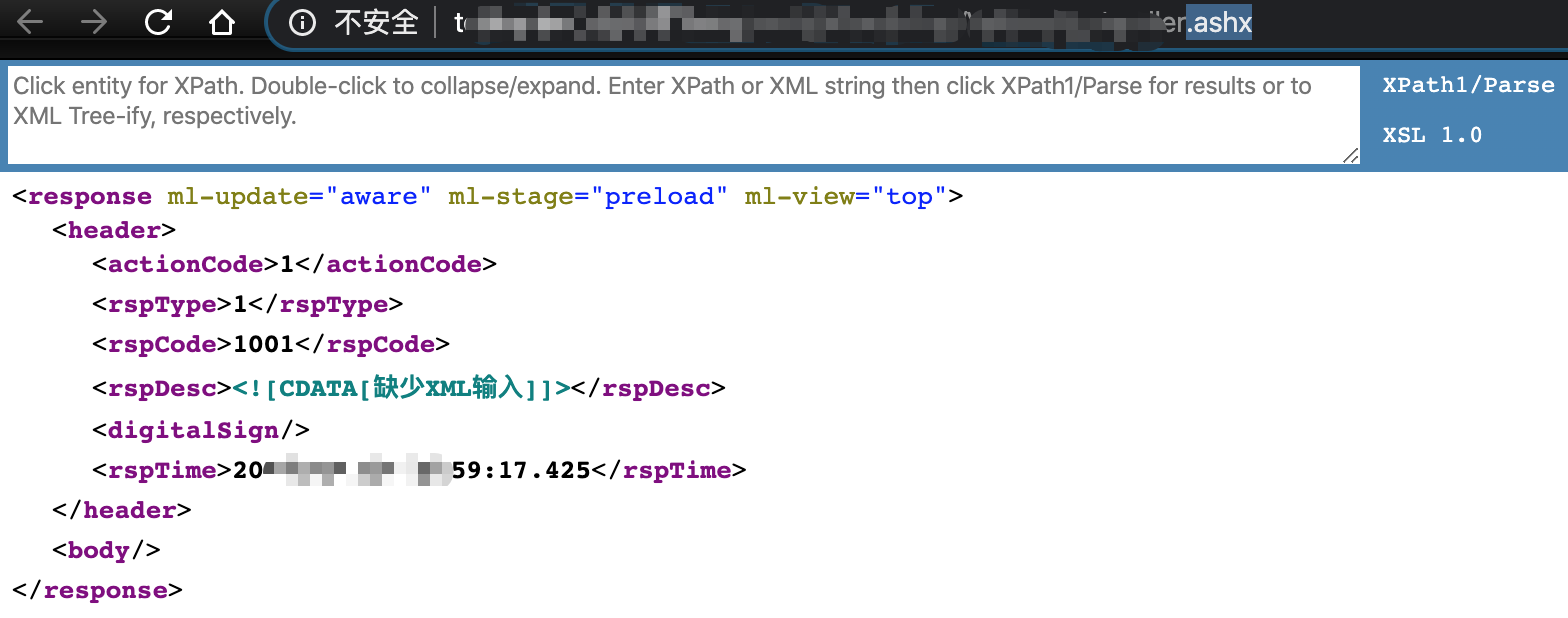 不安全 .ashx
Click entity for XPath. Double-click to collapse/expand. Enter XPath or XML string then click XPath1/Parse for results or to
XML Tree-ify, respectively.
XPath1/Parse
XSL 1.0
<response ml-update="aware" ml-stage="preload" ml-view="top">
<header>
<actionCode>1</actionCode>
<rspType>1</rspType>
<rspCode>1001</rspCode>
<rspDesc><![CDATA[缺少XML输入]]></rspDesc>
<digitalSign/>
<rspTime>20 59:17.425</rspTime>
</header>
<body/>
</response>